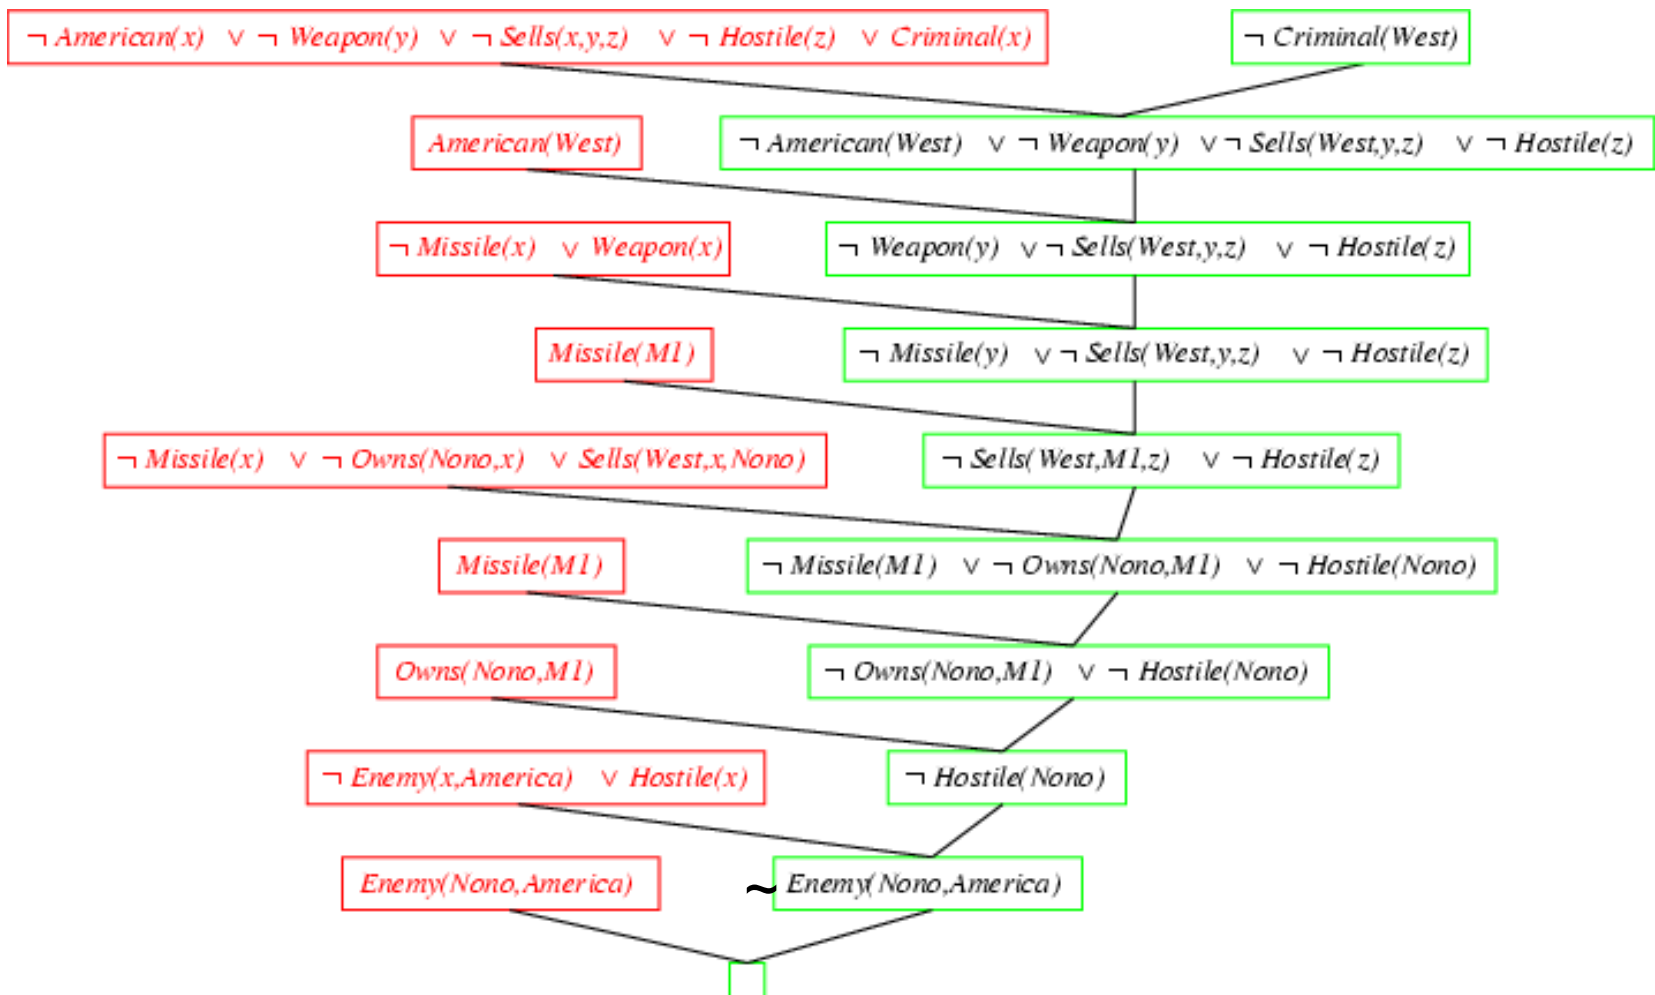 ¬ American(x) ∨ ¬ Weapon(y) ∨ ¬ Sells(x,y,z) ∨ ¬ Hostile(z) ∨ Criminal(x) ¬ Criminal(West)
American(West) ¬ American(West) ∨ ¬ Weapon(y) ∨ ¬ Sells(West,y,z) ∨ ¬ Hostile(z)
¬ Missile(x) ∨ Weapon(x) ¬ Weapon(y) ∨ ¬ Sells(West,y,z) ∨ ¬ Hostile(z)
Missile(M1) ¬ Missile(y) ∨ ¬ Sells(West,y,z) ∨ ¬ Hostile(z)
¬ Missile(x) ∨ ¬ Owns(Nono,x) ∨ Sells(West,x,Nono) ¬ Sells(West,M1,z) ∨ ¬ Hostile(z)
Missile(M1) ¬ Missile(M1) ∨ ¬ Owns(Nono,M1) ∨ ¬ Hostile(Nono)
Owns(Nono,M1) ¬ Owns(Nono,M1) ∨ ¬ Hostile(Nono)
¬ Enemy(x,America) ∨ Hostile(x) ¬ Hostile(Nono)
Enemy(Nono,America) ~ Enemy(Nono,America)